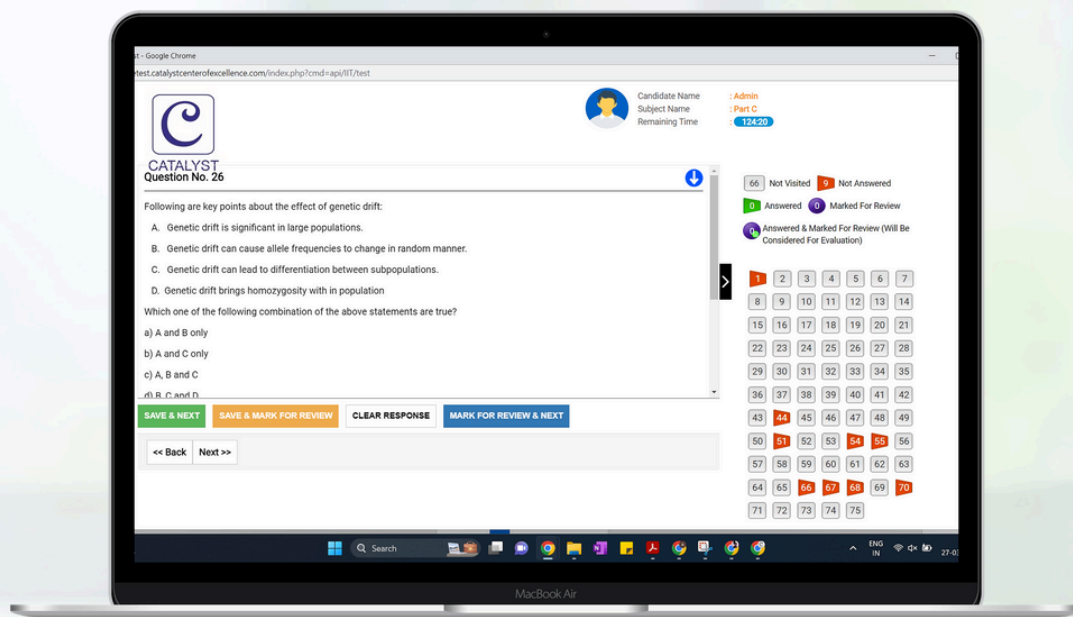 st - Google Chrome
etest.catalystcenterofexcellence.com/index.php?cmd=api/IIT/test
CATALYST
Candidate Name : Admin
Subject Name : Part C
Remaining Time : 124:20
Question No. 26
Following are key points about the effect of genetic drift:
A. Genetic drift is significant in large populations.
B. Genetic drift can cause allele frequencies to change in random manner.
C. Genetic drift can lead to differentiation between subpopulations.
D. Genetic drift brings homozygosity with in population
Which one of the following combination of the above statements are true?
a) A and B only
b) A and C only
c) A, B and C
d) B, C and D
SAVE & NEXT SAVE & MARK FOR REVIEW CLEAR RESPONSE MARK FOR REVIEW & NEXT
<< Back Next >>
66 Not Visited 9 Not Answered
0 Answered 0 Marked For Review
0 Answered & Marked For Review (Will Be
Considered For Evaluation)
1 2 3 4 5 6 7
8 9 10 11 12 13 14
15 16 17 18 19 20 21
22 23 24 25 26 27 28
29 30 31 32 33 34 35
36 37 38 39 40 41 42
43 44 45 46 47 48 49
50 51 52 53 54 55 56
57 58 59 60 61 62 63
64 65 66 67 68 69 70
71 72 73 74 75
Search
ENG
IN
27-03
MacBook Air